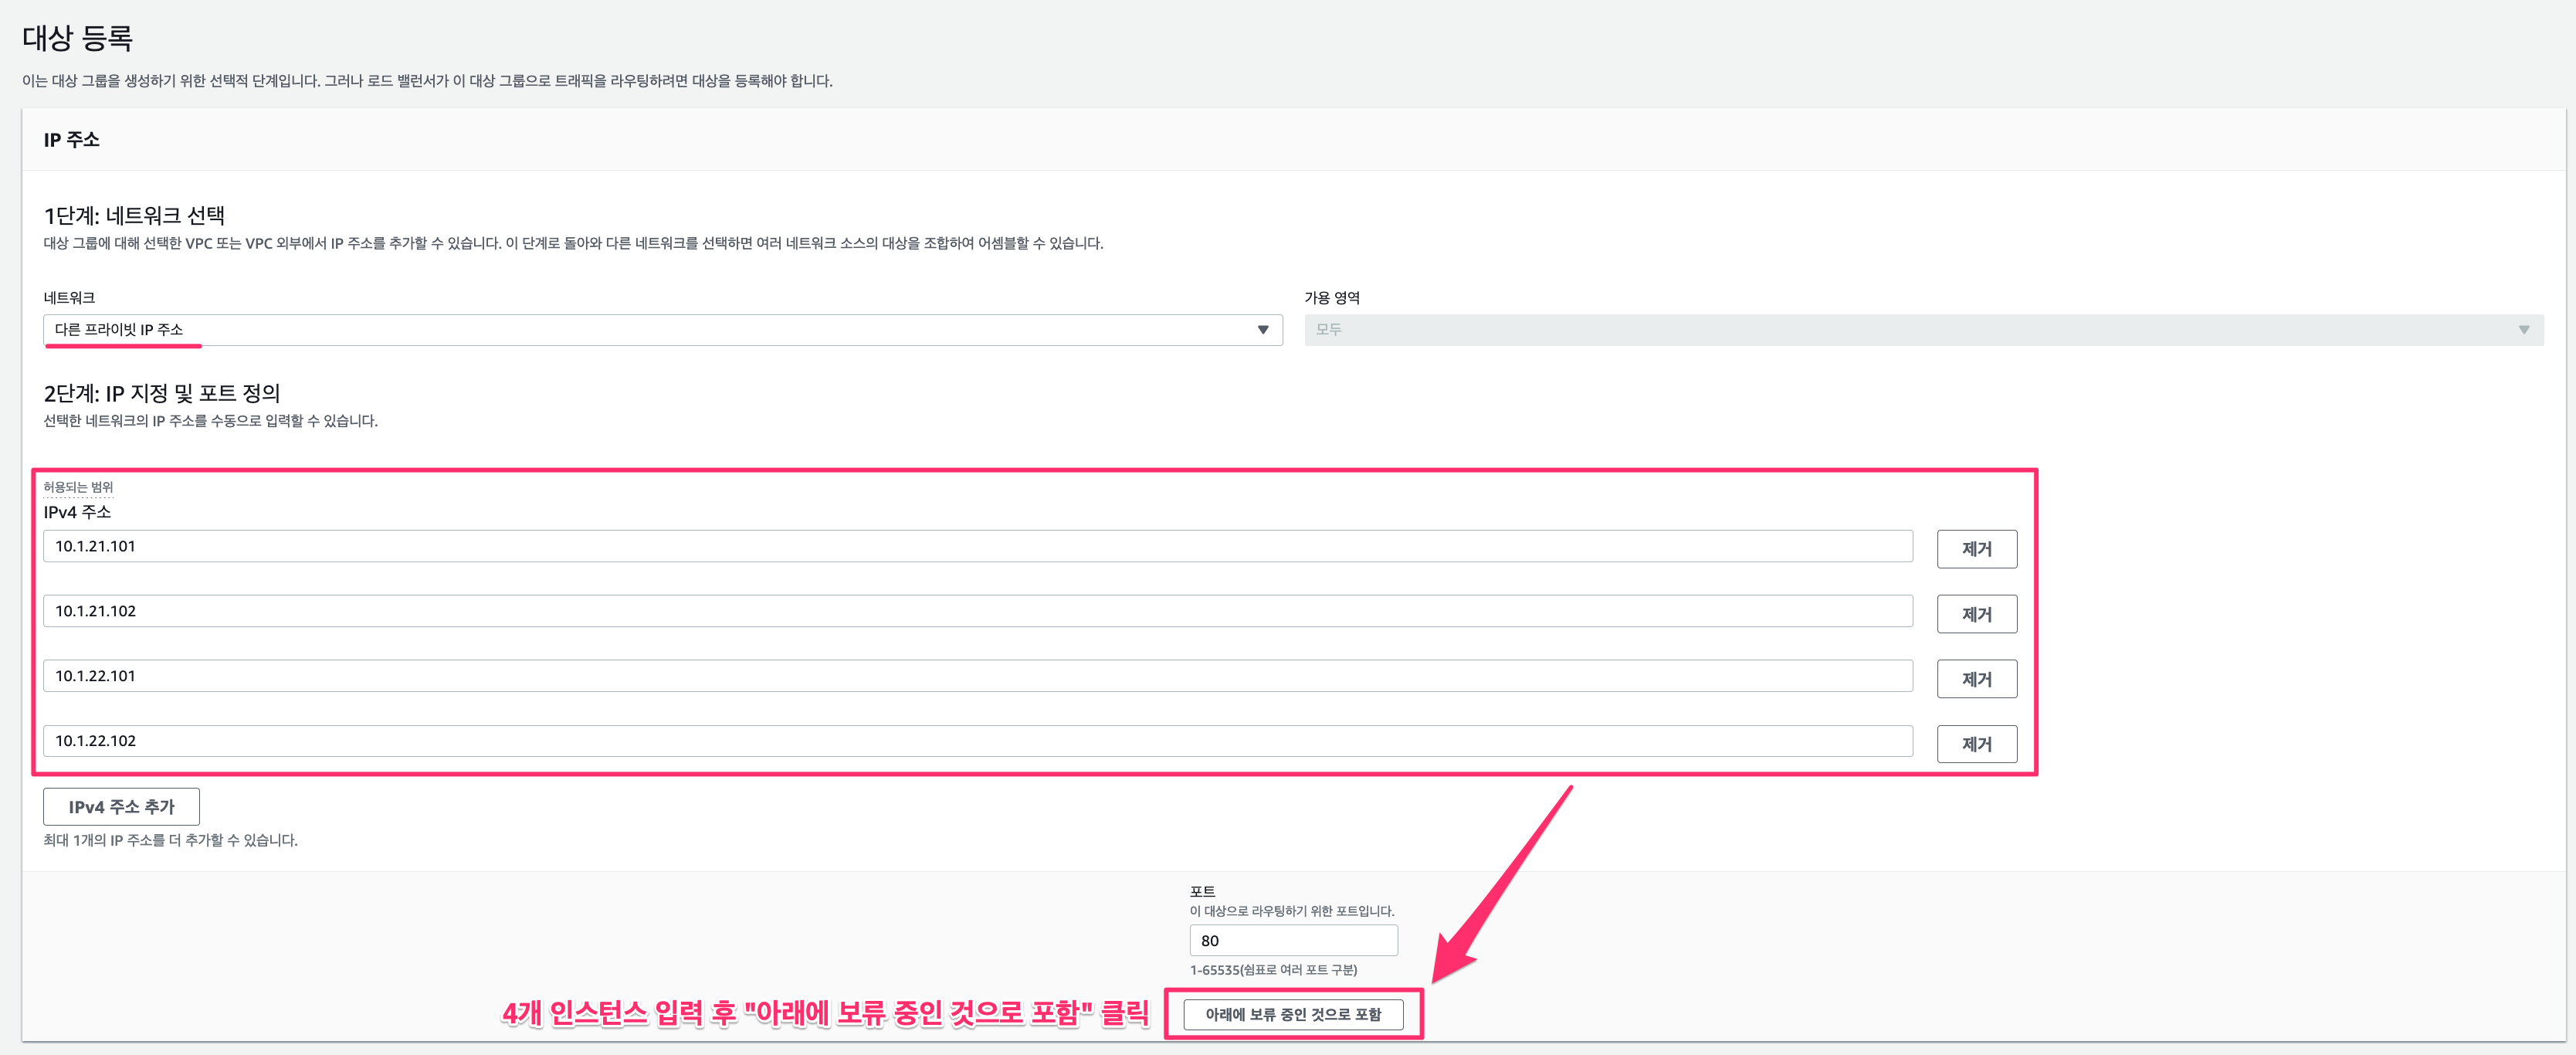 대상 등록
이는 대상 그룹을 생성하기 위한 선택적 단계입니다. 그러나 로드 밸런서가 이 대상 그룹으로 트래픽을 라우팅하려면 대상을 등록해야 합니다.
IP 주소
1단계: 네트워크 선택
대상 그룹에 대해 선택한 VPC 또는 VPC 외부에서 IP 주소를 추가할 수 있습니다. 이 단계로 돌아와 다른 네트워크를 선택하면 여러 네트워크 소스의 대상을 조합하여 어셈블할 수 있습니다.
네트워크
다른 프라이빗 IP 주소
가용 영역
모두
2단계: IP 지정 및 포트 정의
선택한 네트워크의 IP 주소를 수동으로 입력할 수 있습니다.
허용되는 범위
IPv4 주소
10.1.21.101
제거
10.1.21.102
제거
10.1.22.101
제거
10.1.22.102
제거
IPv4 주소 추가
최대 1개의 IP 주소를 더 추가할 수 있습니다.
포트
이 대상으로 라우팅하기 위한 포트입니다.
80
1-65535(쉼표로 여러 포트 구분)
4개 인스턴스 입력 후 "아래에 보류 중인 것으로 포함" 클릭
아래에 보류 중인 것으로 포함